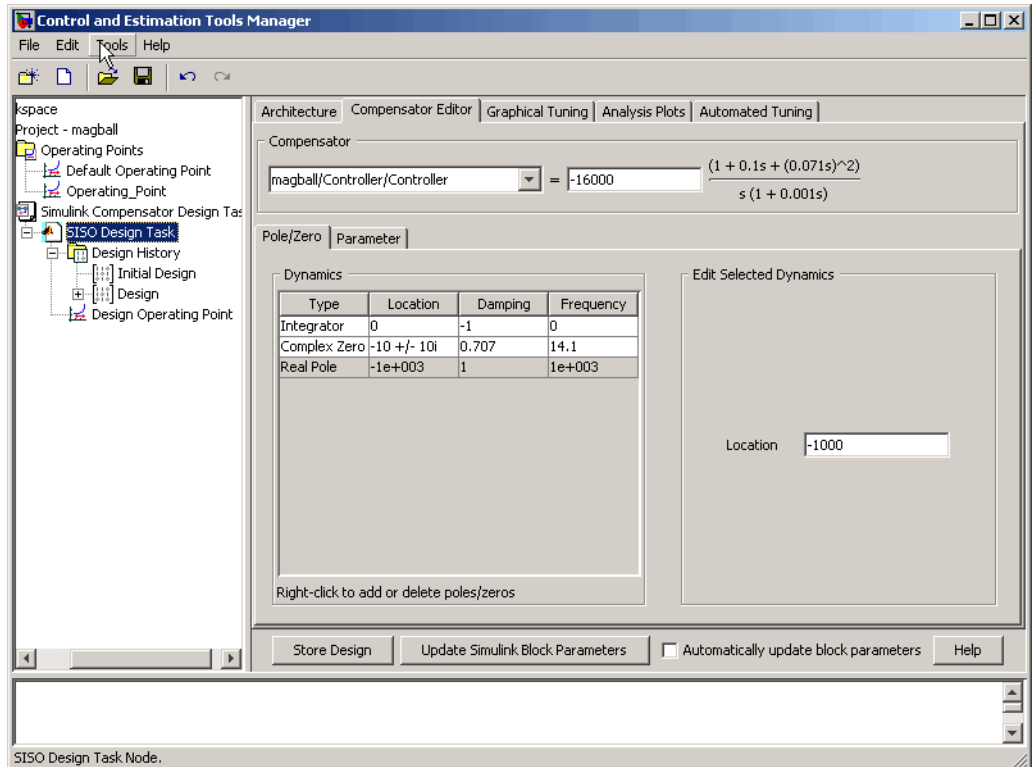 Control and Estimation Tools Manager
File Edit Tools Help
kspace
Project - magball
Operating Points
Default Operating Point
Operating_Point
Simulink Compensator Design Tas
SISO Design Task
Design History
Initial Design
Design
Design Operating Point
Architecture Compensator Editor Graphical Tuning Analysis Plots Automated Tuning
Compensator
magball/Controller/Controller = -16000 (1 + 0.1s + (0.071s)^2)
s (1 + 0.001s)
Pole/Zero Parameter
Dynamics
Type Location Damping Frequency
Integrator 0 -1 0
Complex Zero -10 +/- 10i 0.707 14.1
Real Pole -1e+003 1 1e+003
Right-click to add or delete poles/zeros
Edit Selected Dynamics
Location -1000
Store Design Update Simulink Block Parameters Automatically update block parameters Help
SISO Design Task Node.